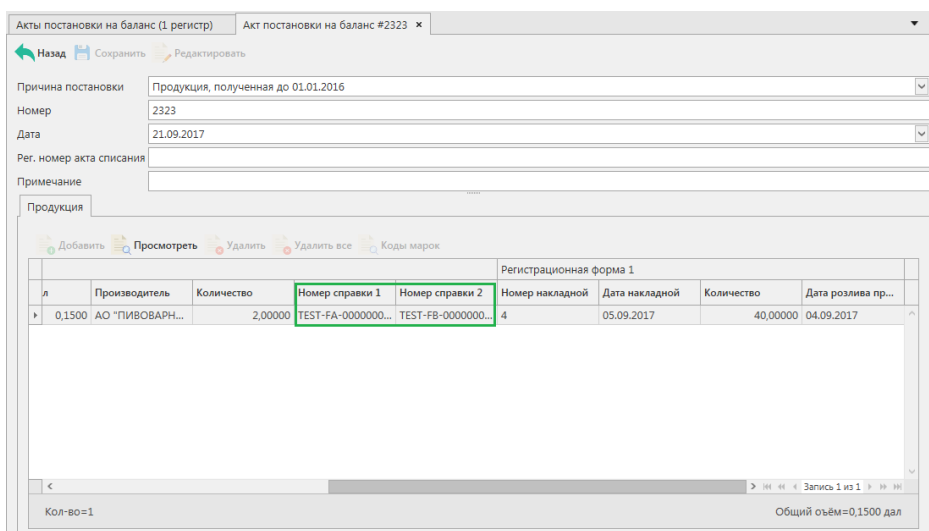 Акты постановки на баланс (1 регистр) Акт постановки на баланс #2323 ×
Назад Сохранить Редактировать
Причина постановки Продукция, полученная до 01.01.2016
Номер 2323
Дата 21.09.2017
Рег. номер акта списания
Примечание
Продукция
Добавить Просмотреть Удалить Удалить все Коды марок
Регистрационная форма 1
л Производитель Количество Номер справки 1 Номер справки 2 Номер накладной Дата накладной Количество Дата розлива пр...
0,1500 АО "ПИВОВАРН... 2,00000 TEST-FA-0000000... TEST-FB-0000000... 4 05.09.2017 40,00000 04.09.2017
Запись 1 из 1
Кол-во=1 Общий оъём=0,1500 дал